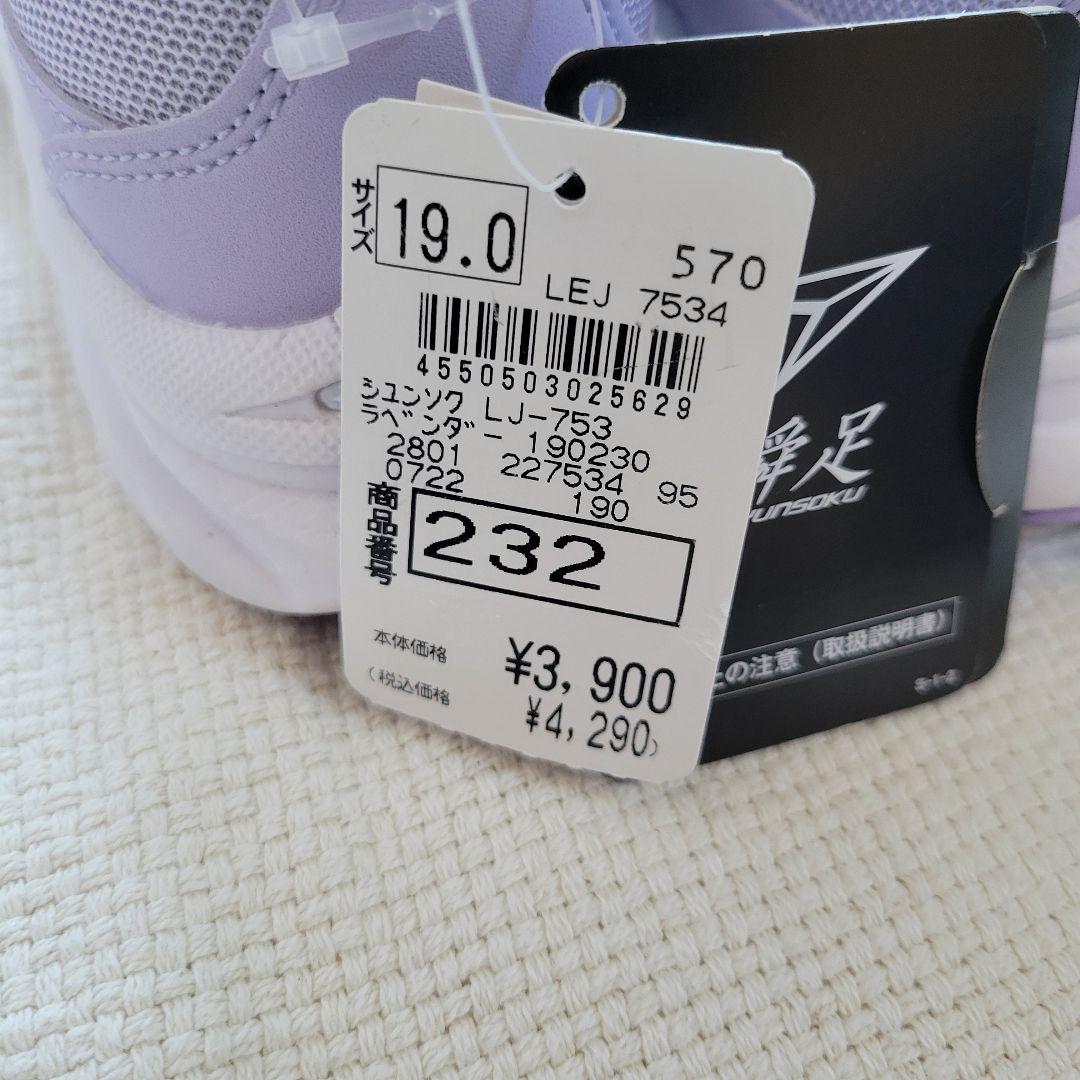 サイズ
19.0
570
LEJ 7534
4550503025629
シユンソク LJ-753
ラベンダー 190230
2801 227534 95
0722 190
商品番号
232
本体価格 ¥3,900
(税込価格 ¥4,290)
瞬足
の注意(取扱説明書)